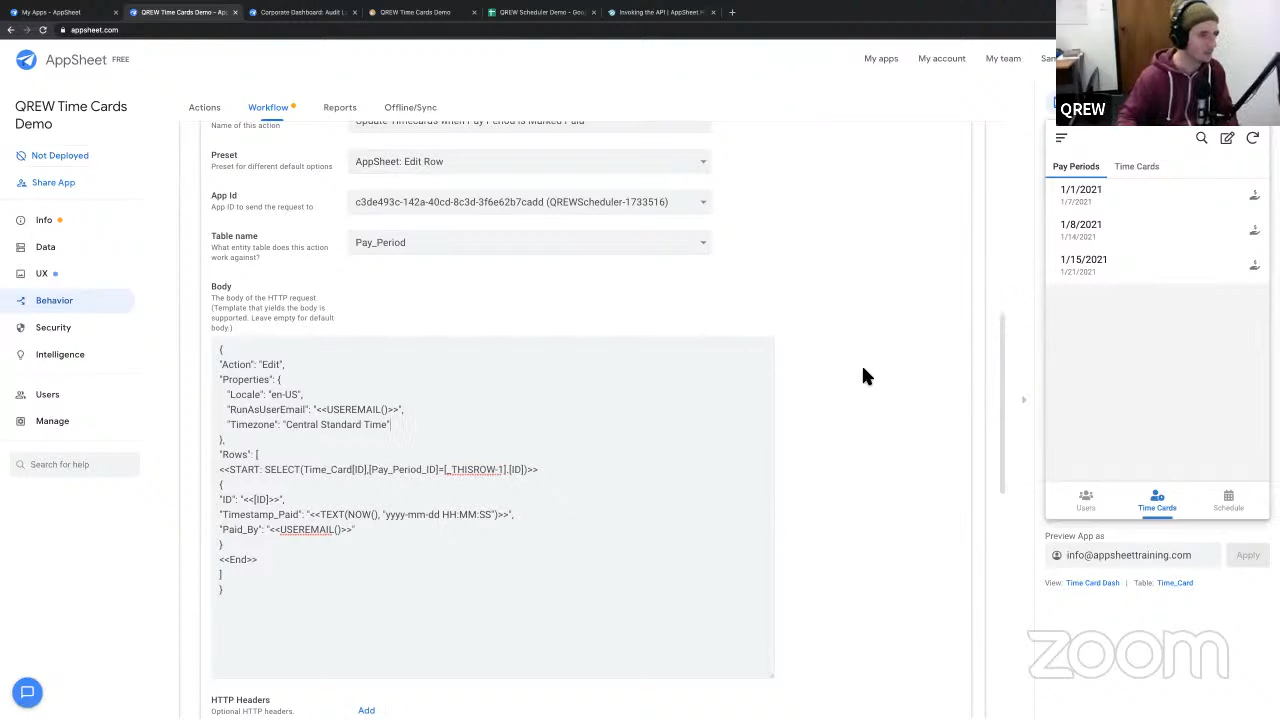 My Apps - AppSheet
QREW Time Cards Demo - Ap
Corporate Dashboard: Audit L
QREW Time Cards Demo
QREW Scheduler Demo - Goo
Invoking the API | AppSheet H
appsheet.com
AppSheet FREE
My apps
My account
My team
Sam
QREW
QREW Time Cards Demo
Not Deployed
Share App
Info
Data
UX
Behavior
Security
Intelligence
Users
Manage
Search for help
Actions
Workflow
Reports
Offline/Sync
Name of this action
Update Timecards when Pay Period is Marked Paid
Preset
Preset for different default options
AppSheet: Edit Row
App Id
App ID to send the request to
c3de493c-142a-40cd-8c3d-3f6e62b7cadd (QREWScheduler-1733516)
Table name
What entity table does this action work against?
Pay_Period
Body
The body of the HTTP request.
(Template that yields the body is
supported. Leave empty for default
body.)
{
"Action": "Edit",
"Properties": {
"Locale": "en-US",
"RunAsUserEmail": "<<USEREMAIL()>>",
"Timezone": "Central Standard Time"
},
"Rows": [
<<START: SELECT(Time_Card[ID],[Pay_Period_ID]=[_THISROW-1].[ID])>>
{
"ID": "<<[ID]>>",
"Timestamp_Paid": "<<TEXT(NOW(), "yyyy-mm-dd HH:MM:SS")>>",
"Paid_By": "<<USEREMAIL()>>"
}
<<End>>
]
}
HTTP Headers
Optional HTTP headers.
Add
Pay Periods
Time Cards
1/1/2021
1/7/2021
1/8/2021
1/14/2021
1/15/2021
1/21/2021
Users
Time Cards
Schedule
Preview App as
info@appsheettraining.com
Apply
View: Time Card Dash | Table: Time_Card
zoom